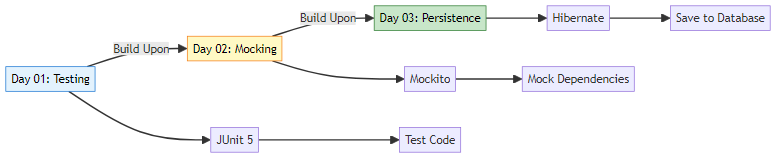 Day 01: Testing
Build Upon
Day 02: Mocking
Build Upon
Day 03: Persistence
Hibernate
Save to Database
Mockito
Mock Dependencies
JUnit 5
Test Code